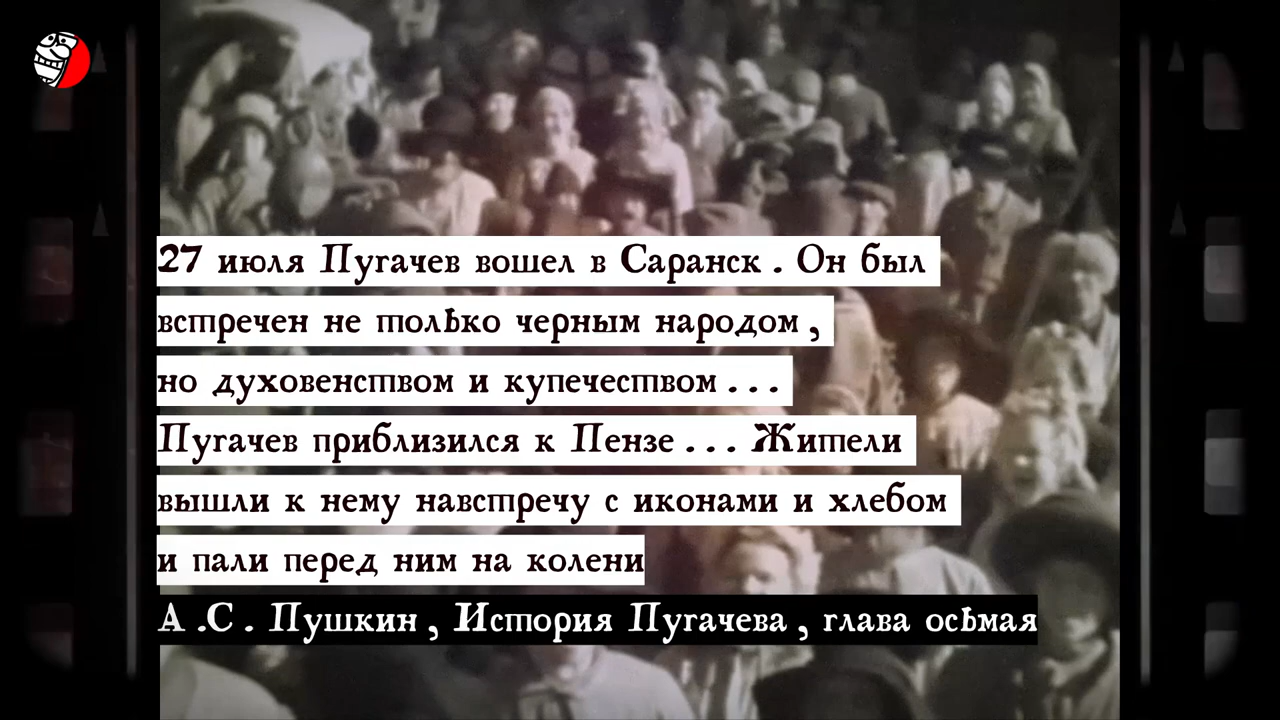 27 июля Пугачев вошел в Саранск . Он был
встречен не только черным народом ,
но духовенством и купечеством . . .
Пугачев приблизился к Пензе . . . Жители
вышли к нему навстречу с иконами и хлебом
и пали перед ним на колени
А .С . Пушкин , История Пугачева , глава осьмая